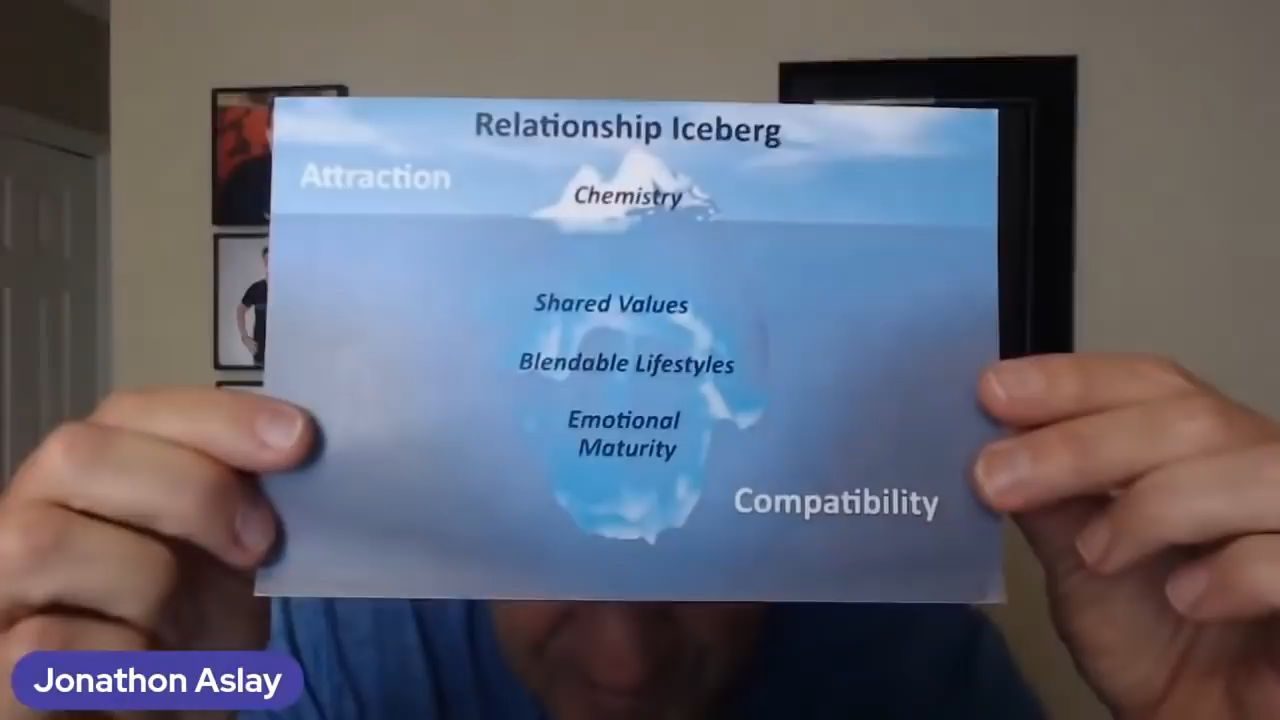 Relationship Iceberg
Attraction
Chemistry
Shared Values
Blendable Lifestyles
Emotional
Maturity
Compatibility
Jonathon Aslay